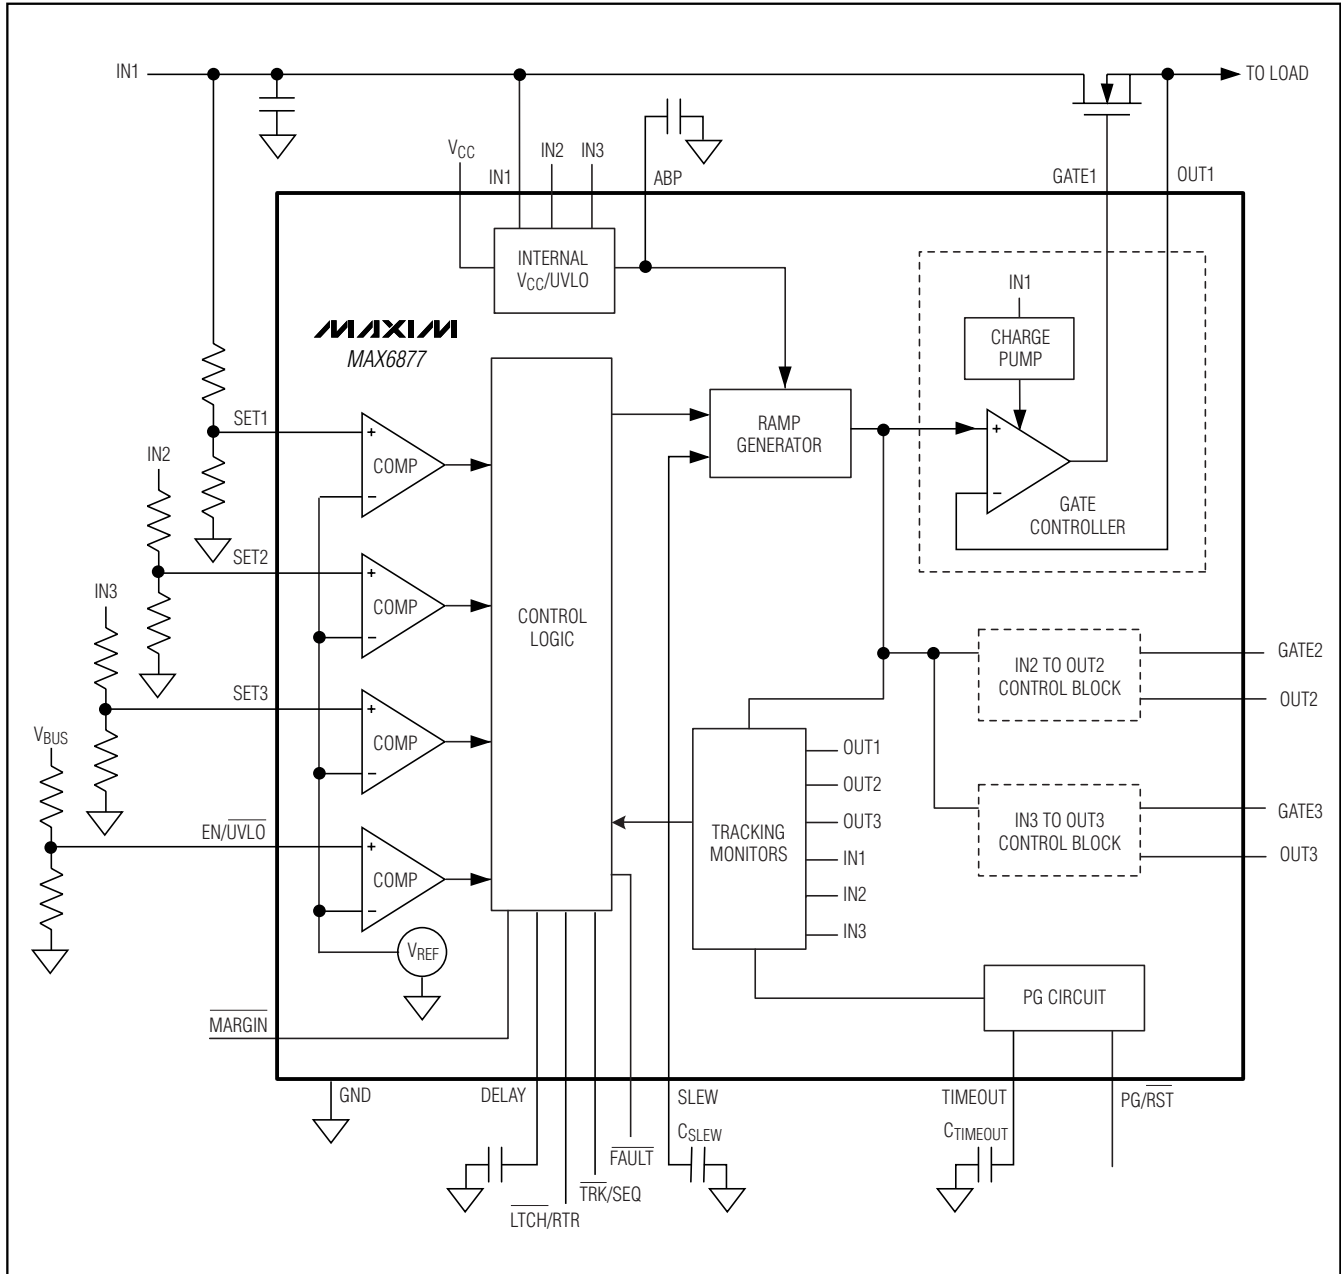 IN1
TO LOAD
VCC
IN1
IN2
IN3
ABP
GATE1
OUT1
INTERNAL
VCC/UVLO
IN1
CHARGE
PUMP
MAXIM
MAX6877
SET1
COMP
+
−
RAMP
GENERATOR
+
−
GATE
CONTROLLER
IN2
SET2
COMP
+
−
CONTROL
LOGIC
IN3
SET3
COMP
+
−
IN2 TO OUT2
CONTROL BLOCK
GATE2
OUT2
VBUS
EN/UVLO
COMP
+
−
VREF
TRACKING
MONITORS
OUT1
OUT2
OUT3
IN1
IN2
IN3
IN3 TO OUT3
CONTROL BLOCK
GATE3
OUT3
PG CIRCUIT
MARGIN
GND
DELAY
SLEW
TIMEOUT
PG/RST
CSLEW
CTIMEOUT
FAULT
TRK/SEQ
LTCH/RTR